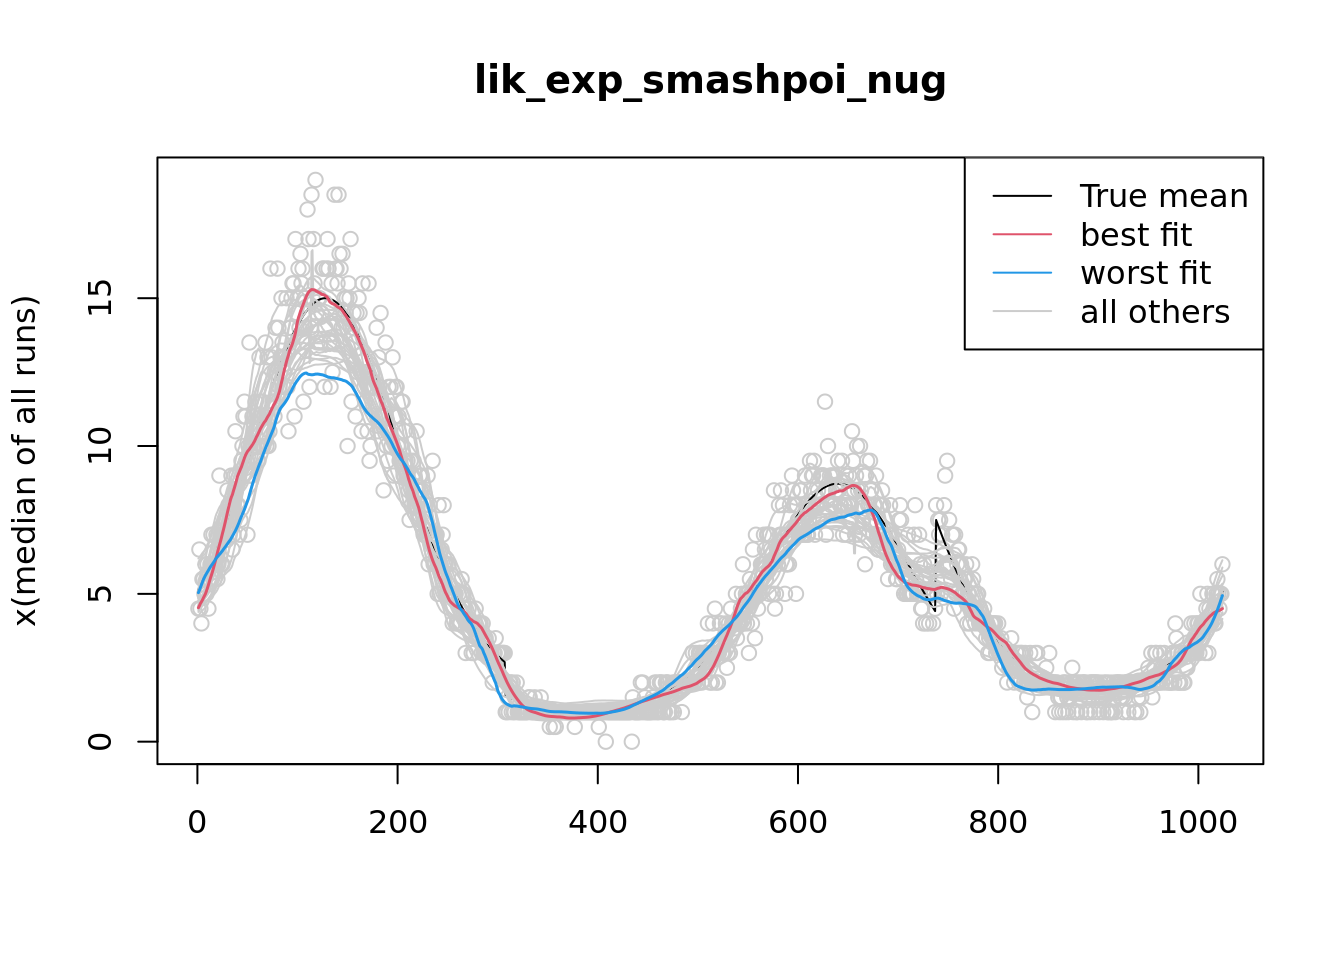 lik_exp_smashpoi_nug
True mean
best fit
worst fit
all others
x(median of all runs)
15
10
5
0
0 200 400 600 800 1000